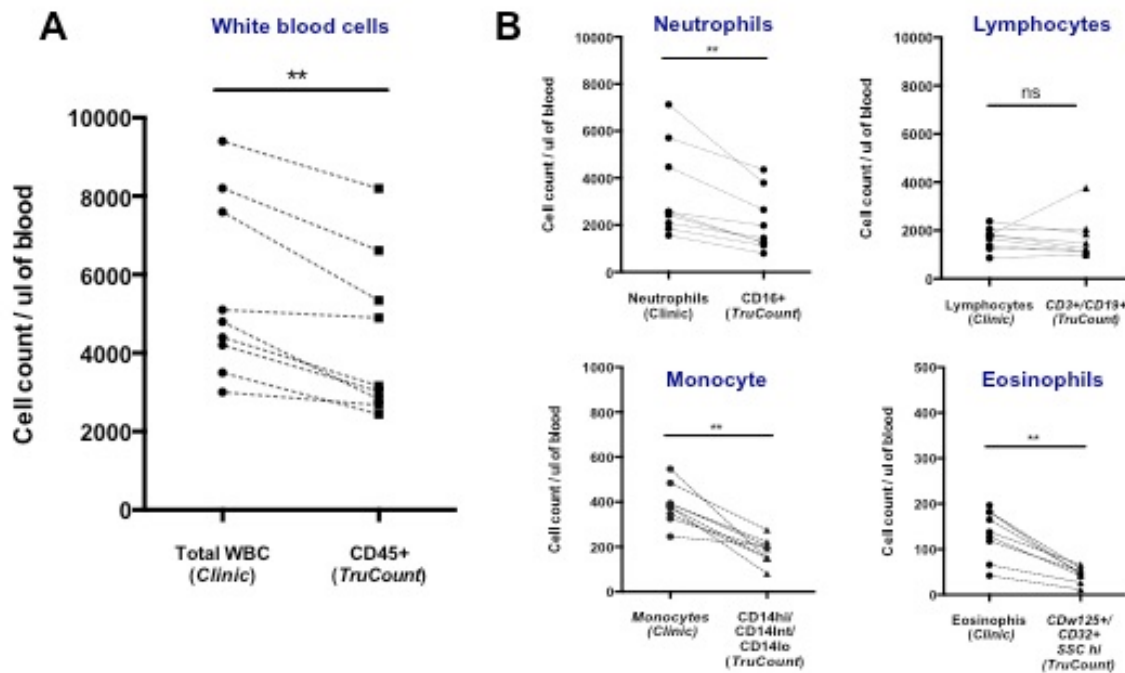 A
White blood cells
**
Cell count / ul of blood
10000
8000
6000
4000
2000
0
Total WBC
(Clinic)
CD45+
(TruCount)
B
Neutrophils
**
Cell count / ul of blood
10000
8000
6000
4000
2000
0
Neutrophils
(Clinic)
CD16+
(TruCount)
Lymphocytes
ns
Cell count / ul of blood
10000
8000
6000
4000
2000
0
Lymphocytes
(Clinic)
CD3+/CD19+
(TruCount)
Monocyte
**
Cell count / ul of blood
1000
800
600
400
200
0
Monocytes
(Clinic)
CD14hi/
CD14Int/
CD14lo
(TruCount)
Eosinophils
**
Cell count / ul of blood
500
300
200
100
0
Eosinophis
(Clinic)
CDw125+/
CD32+
SSC hi
(TruCount)